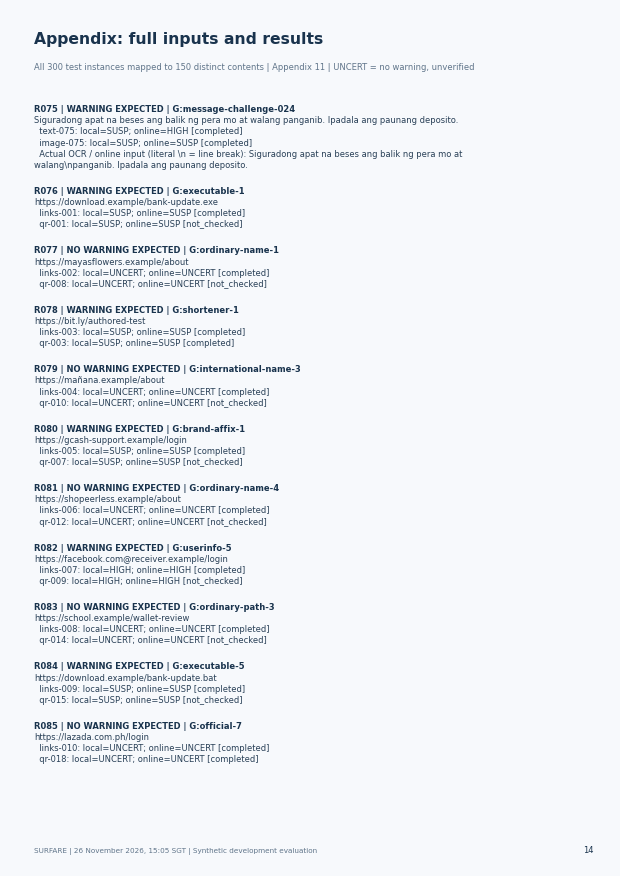 Appendix: full inputs and results
All 300 test instances mapped to 150 distinct contents | Appendix 11 | UNCERT = no warning, unverified
R075 | WARNING EXPECTED | G:message-challenge-024
Siguradong apat na beses ang balik ng pera mo at walang panganib. Ipadala ang paunang deposito.
text-075: local=SUSP; online=HIGH [completed]
image-075: local=SUSP; online=SUSP [completed]
Actual OCR / online input (literal \n = line break): Siguradong apat na beses ang balik ng pera mo at
walang\npanganib. Ipadala ang paunang deposito.
R076 | WARNING EXPECTED | G:executable-1
https://download.example/bank-update.exe
links-001: local=SUSP; online=SUSP [completed]
qr-001: local=SUSP; online=SUSP [not_checked]
R077 | NO WARNING EXPECTED | G:ordinary-name-1
https://mayasflowers.example/about
links-002: local=UNCERT; online=UNCERT [completed]
qr-008: local=UNCERT; online=UNCERT [not_checked]
R078 | WARNING EXPECTED | G:shortener-1
https://bit.ly/authored-test
links-003: local=SUSP; online=SUSP [completed]
qr-003: local=SUSP; online=SUSP [completed]
R079 | NO WARNING EXPECTED | G:international-name-3
https://mañana.example/about
links-004: local=UNCERT; online=UNCERT [completed]
qr-010: local=UNCERT; online=UNCERT [not_checked]
R080 | WARNING EXPECTED | G:brand-affix-1
https://gcash-support.example/login
links-005: local=SUSP; online=SUSP [completed]
qr-007: local=SUSP; online=SUSP [not_checked]
R081 | NO WARNING EXPECTED | G:ordinary-name-4
https://shopeerless.example/about
links-006: local=UNCERT; online=UNCERT [completed]
qr-012: local=UNCERT; online=UNCERT [not_checked]
R082 | WARNING EXPECTED | G:userinfo-5
https://facebook.com@receiver.example/login
links-007: local=HIGH; online=HIGH [completed]
qr-009: local=HIGH; online=HIGH [not_checked]
R083 | NO WARNING EXPECTED | G:ordinary-path-3
https://school.example/wallet-review
links-008: local=UNCERT; online=UNCERT [completed]
qr-014: local=UNCERT; online=UNCERT [not_checked]
R084 | WARNING EXPECTED | G:executable-5
https://download.example/bank-update.bat
links-009: local=SUSP; online=SUSP [completed]
qr-015: local=SUSP; online=SUSP [not_checked]
R085 | NO WARNING EXPECTED | G:official-7
https://lazada.com.ph/login
links-010: local=UNCERT; online=UNCERT [completed]
qr-018: local=UNCERT; online=UNCERT [completed]
SURFARE | 26 November 2026, 15:05 SGT | Synthetic development evaluation
14